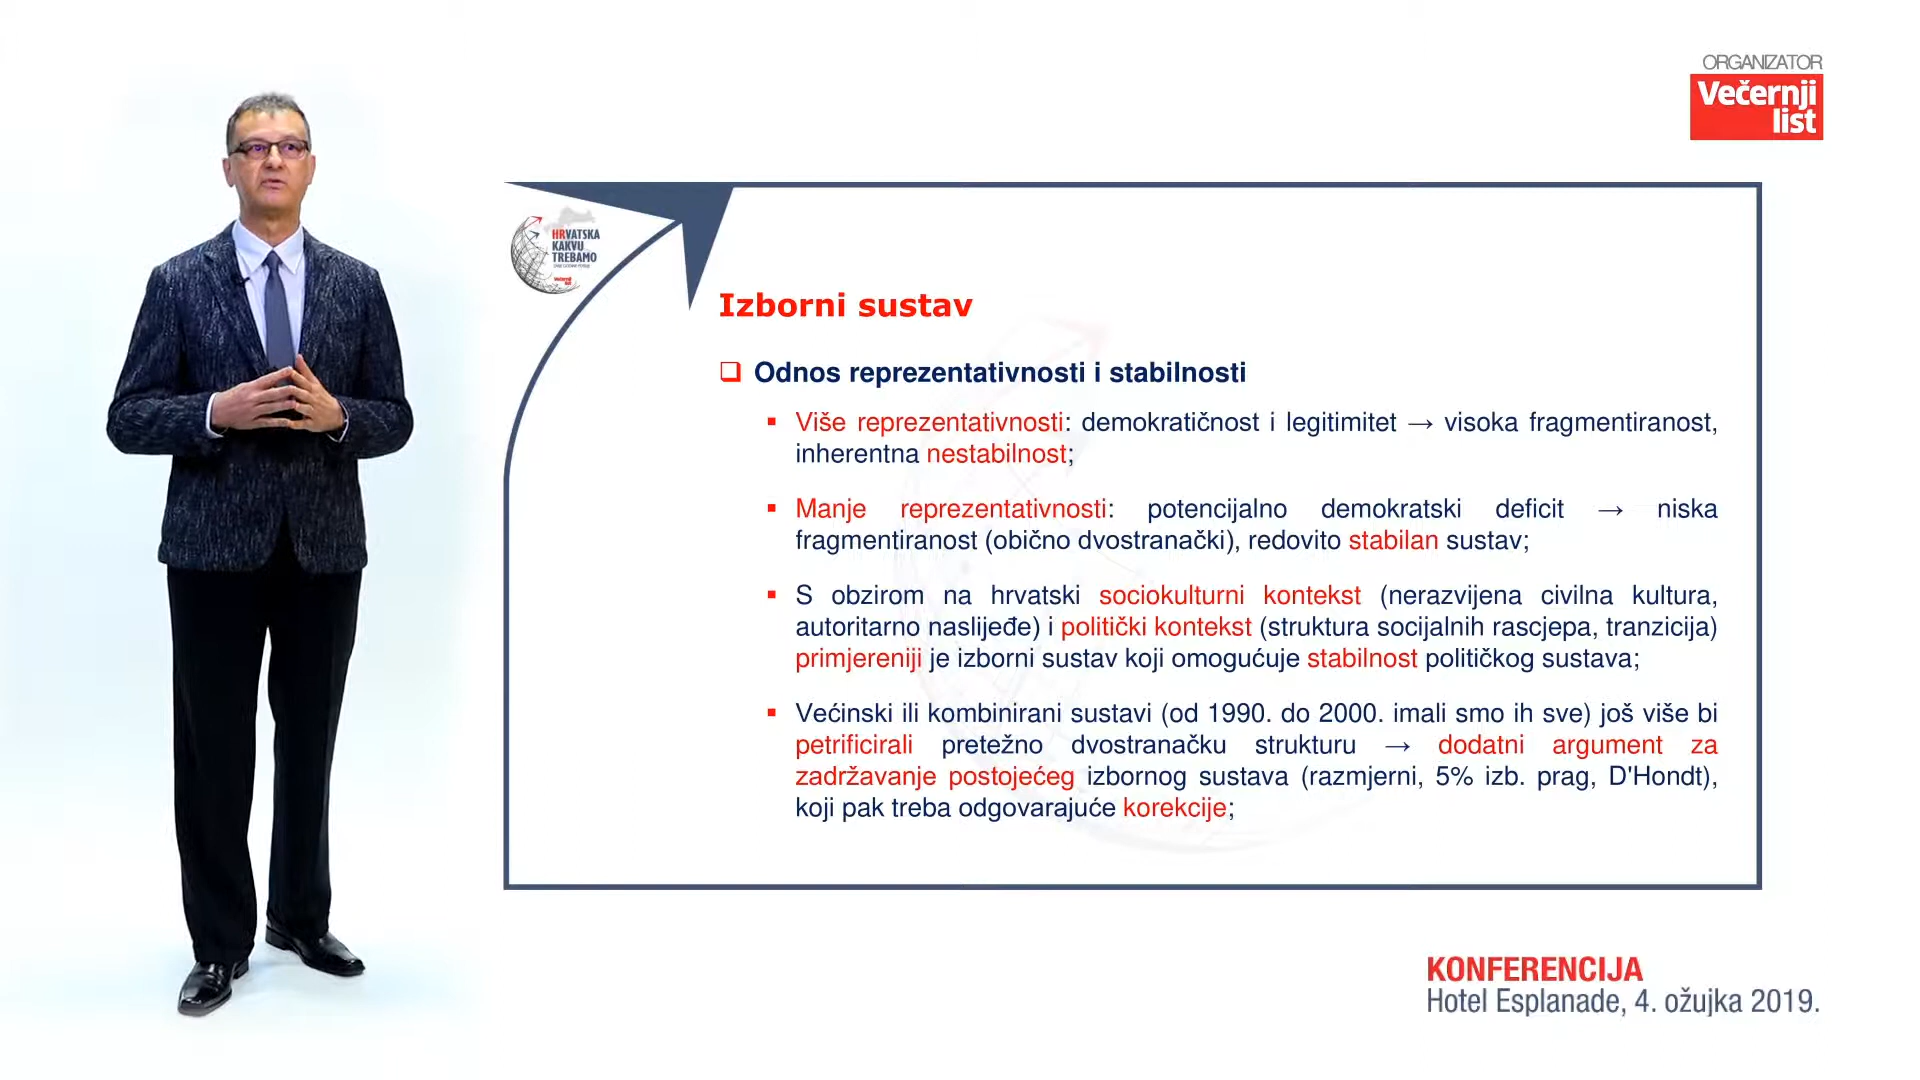 ORGANIZATOR
Večernji
list
HRVATSKA
KAKVU
TREBAMO
Večernji
list
Izborni sustav
Odnos reprezentativnosti i stabilnosti
Više reprezentativnosti: demokratičnost i legitimitet → visoka fragmentiranost,
inherentna nestabilnost;
Manje reprezentativnosti: potencijalno demokratski deficit → niska
fragmentiranost (obično dvostranački), redovito stabilan sustav;
S obzirom na hrvatski sociokulturni kontekst (nerazvijena civilna kultura,
autoritarno naslijeđe) i politički kontekst (struktura socijalnih rascjepa, tranzicija)
primjereniji je izborni sustav koji omogućuje stabilnost političkog sustava;
Većinski ili kombinirani sustavi (od 1990. do 2000. imali smo ih sve) još više bi
petrificirali pretežno dvostranačku strukturu → dodatni argument za
zadržavanje postojećeg izbornog sustava (razmjerni, 5% izb. prag, D'Hondt),
koji pak treba odgovarajuće korekcije;
KONFERENCIJA
Hotel Esplanade, 4. ožujka 2019.